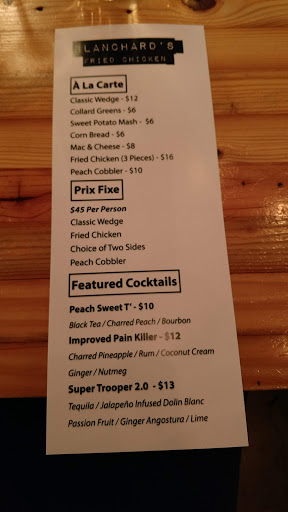 BLANCHARD'S
FRIED CHICKEN
À La Carte
Classic Wedge - $12
Collard Greens - $6
Sweet Potato Mash - $6
Corn Bread - $6
Mac & Cheese - $8
Fried Chicken (3 Pieces) - $16
Peach Cobbler - $10
Prix Fixe
$45 Per Person
Classic Wedge
Fried Chicken
Choice of Two Sides
Peach Cobbler
Featured Cocktails
Peach Sweet T' - $10
Black Tea / Charred Peach / Bourbon
Improved Pain Killer - $12
Charred Pineapple / Rum / Coconut Cream
Ginger / Nutmeg
Super Trooper 2.0 - $13
Tequila / Jalapeño Infused Dolin Blanc
Passion Fruit / Ginger Angostura / Lime